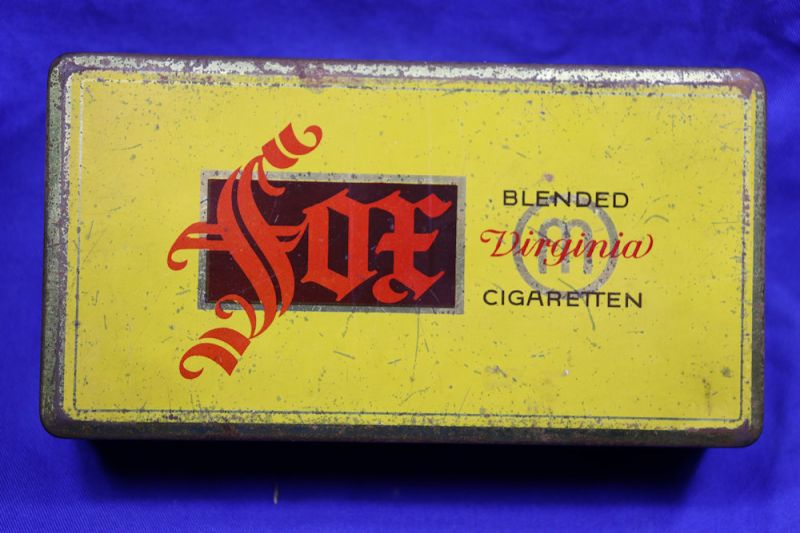 Fox
BLENDED
Virginia
CIGARETTEN
m